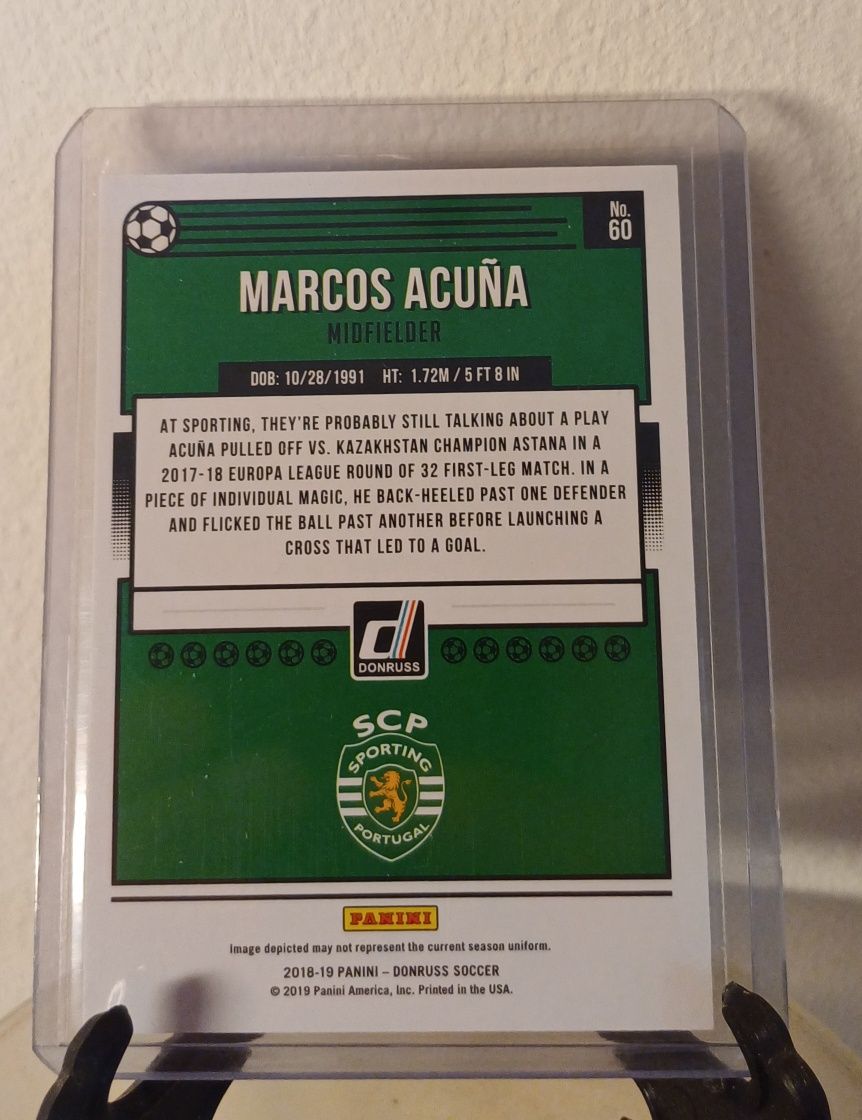 No.
60
MARCOS ACUÑA
MIDFIELDER
DOB: 10/28/1991 HT: 1.72M / 5 FT 8 IN
AT SPORTING, THEY'RE PROBABLY STILL TALKING ABOUT A PLAY
ACUÑA PULLED OFF VS. KAZAKHSTAN CHAMPION ASTANA IN A
2017-18 EUROPA LEAGUE ROUND OF 32 FIRST-LEG MATCH. IN A
PIECE OF INDIVIDUAL MAGIC, HE BACK-HEELED PAST ONE DEFENDER
AND FLICKED THE BALL PAST ANOTHER BEFORE LAUNCHING A
CROSS THAT LED TO A GOAL.
d
DONRUSS
SCP
SPORTING
PORTUGAL
PANINI
Image depicted may not represent the current season uniform.
2018-19 PANINI – DONRUSS SOCCER
© 2019 Panini America, Inc. Printed in the USA.